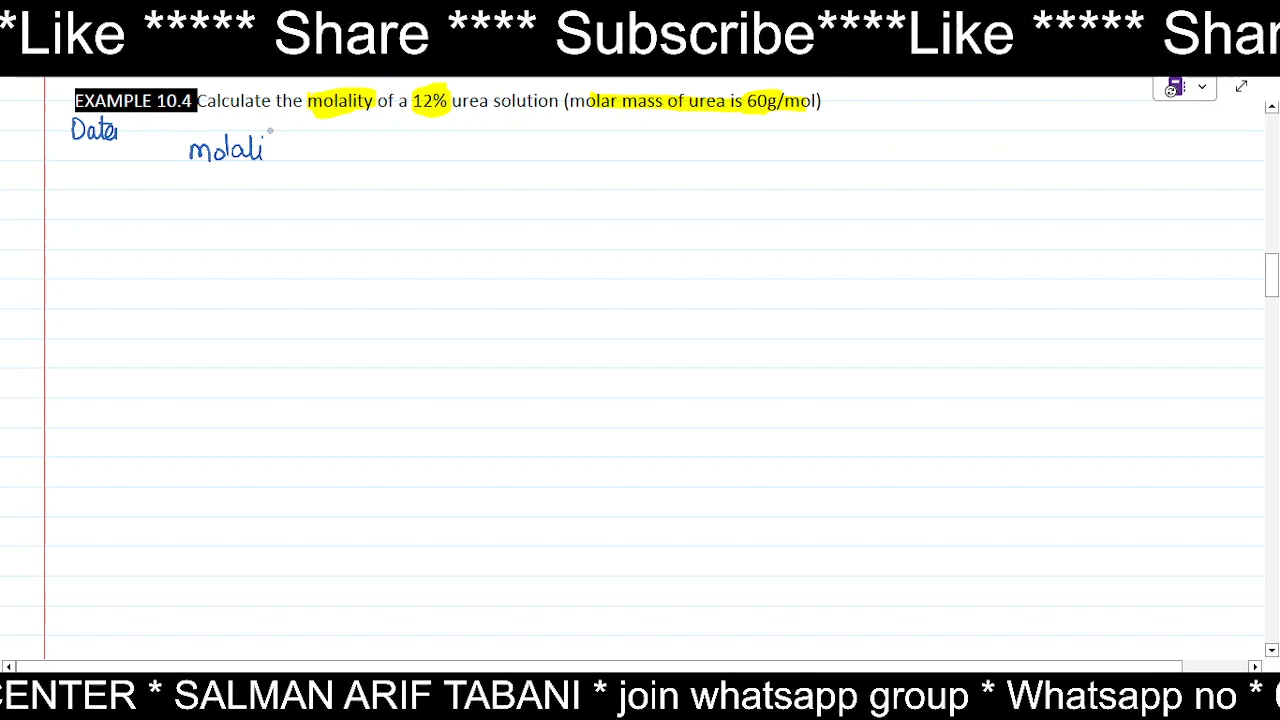 *Like ***** Share **** Subscribe****Like ***** Shar
EXAMPLE 10.4 Calculate the molality of a 12% urea solution (molar mass of urea is 60g/mol)
Data
molali
CENTER * SALMAN ARIF TABANI * join whatsapp group * Whatsapp no *